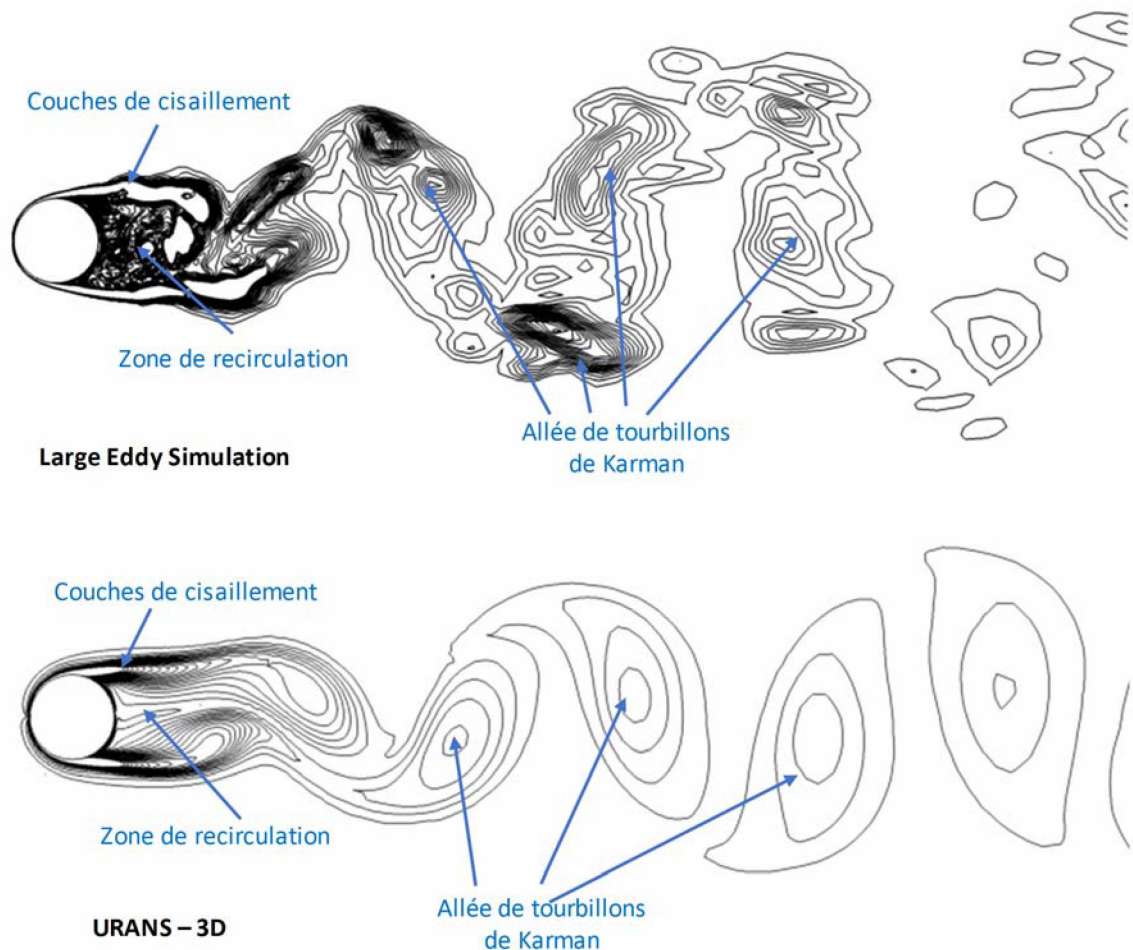 Couches de cisaillement
Zone de recirculation
Allée de tourbillons
de Karman
Large Eddy Simulation
Couches de cisaillement
Zone de recirculation
Allée de tourbillons
de Karman
URANS – 3D